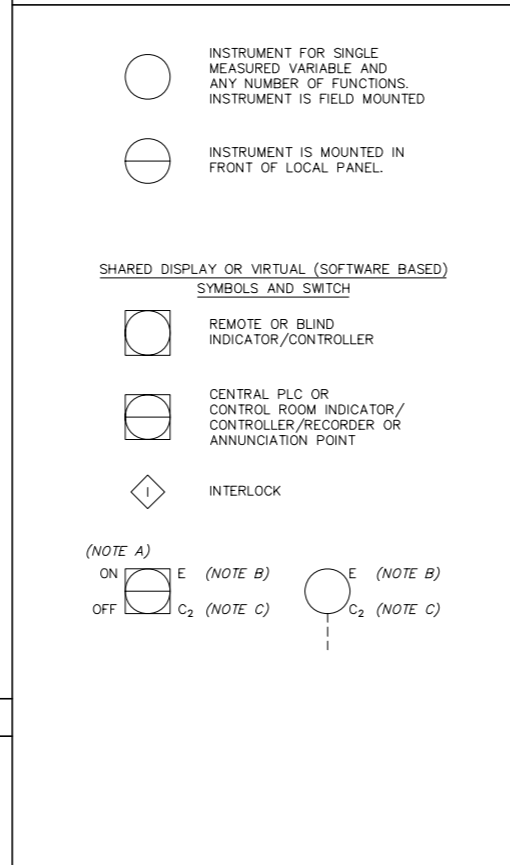 INSTRUMENT FOR SINGLE
MEASURED VARIABLE AND
ANY NUMBER OF FUNCTIONS.
INSTRUMENT IS FIELD MOUNTED
INSTRUMENT IS MOUNTED IN
FRONT OF LOCAL PANEL.
SHARED DISPLAY OR VIRTUAL (SOFTWARE BASED)
SYMBOLS AND SWITCH
REMOTE OR BLIND
INDICATOR/CONTROLLER
CENTRAL PLC OR
CONTROL ROOM INDICATOR/
CONTROLLER/RECORDER OR
ANNUNCIATION POINT
I INTERLOCK
(NOTE A)
ON E (NOTE B) E (NOTE B)
OFF C₂ (NOTE C) C₂ (NOTE C)